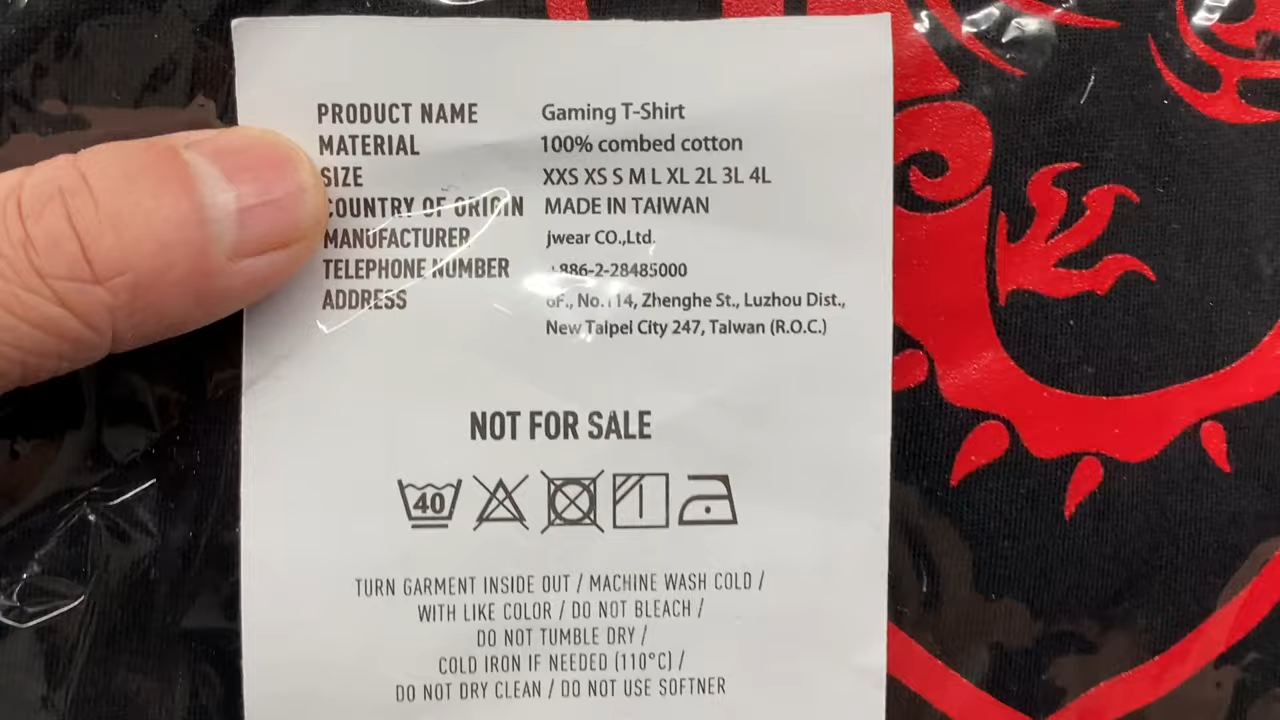 PRODUCT NAME Gaming T-Shirt
MATERIAL 100% combed cotton
SIZE XXS XS S M L XL 2L 3L 4L
COUNTRY OF ORIGIN MADE IN TAIWAN
MANUFACTURER jwear CO.,Ltd.
TELEPHONE NUMBER +886-2-28485000
ADDRESS No.114, Zhenghe St., Luzhou Dist.,
New Taipei City 247, Taiwan (R.O.C.)
NOT FOR SALE
40
TURN GARMENT INSIDE OUT / MACHINE WASH COLD /
WITH LIKE COLOR / DO NOT BLEACH /
DO NOT TUMBLE DRY /
COLD IRON IF NEEDED (110°C) /
DO NOT DRY CLEAN / DO NOT USE SOFTNER